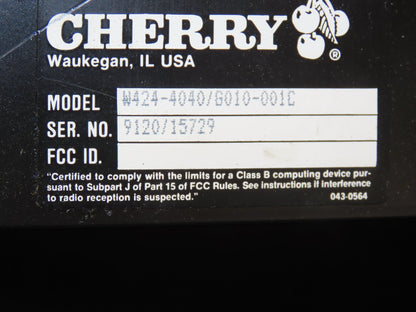 CHERRY ®
Waukegan, IL USA
MODEL W424-4040/G010-001C
SER. NO. 9120/15729
FCC ID.
"Certified to comply with the limits for a Class B computing device pur-
suant to Subpart J of Part 15 of FCC Rules. See instructions if interference
to radio reception is suspected." 043-0564